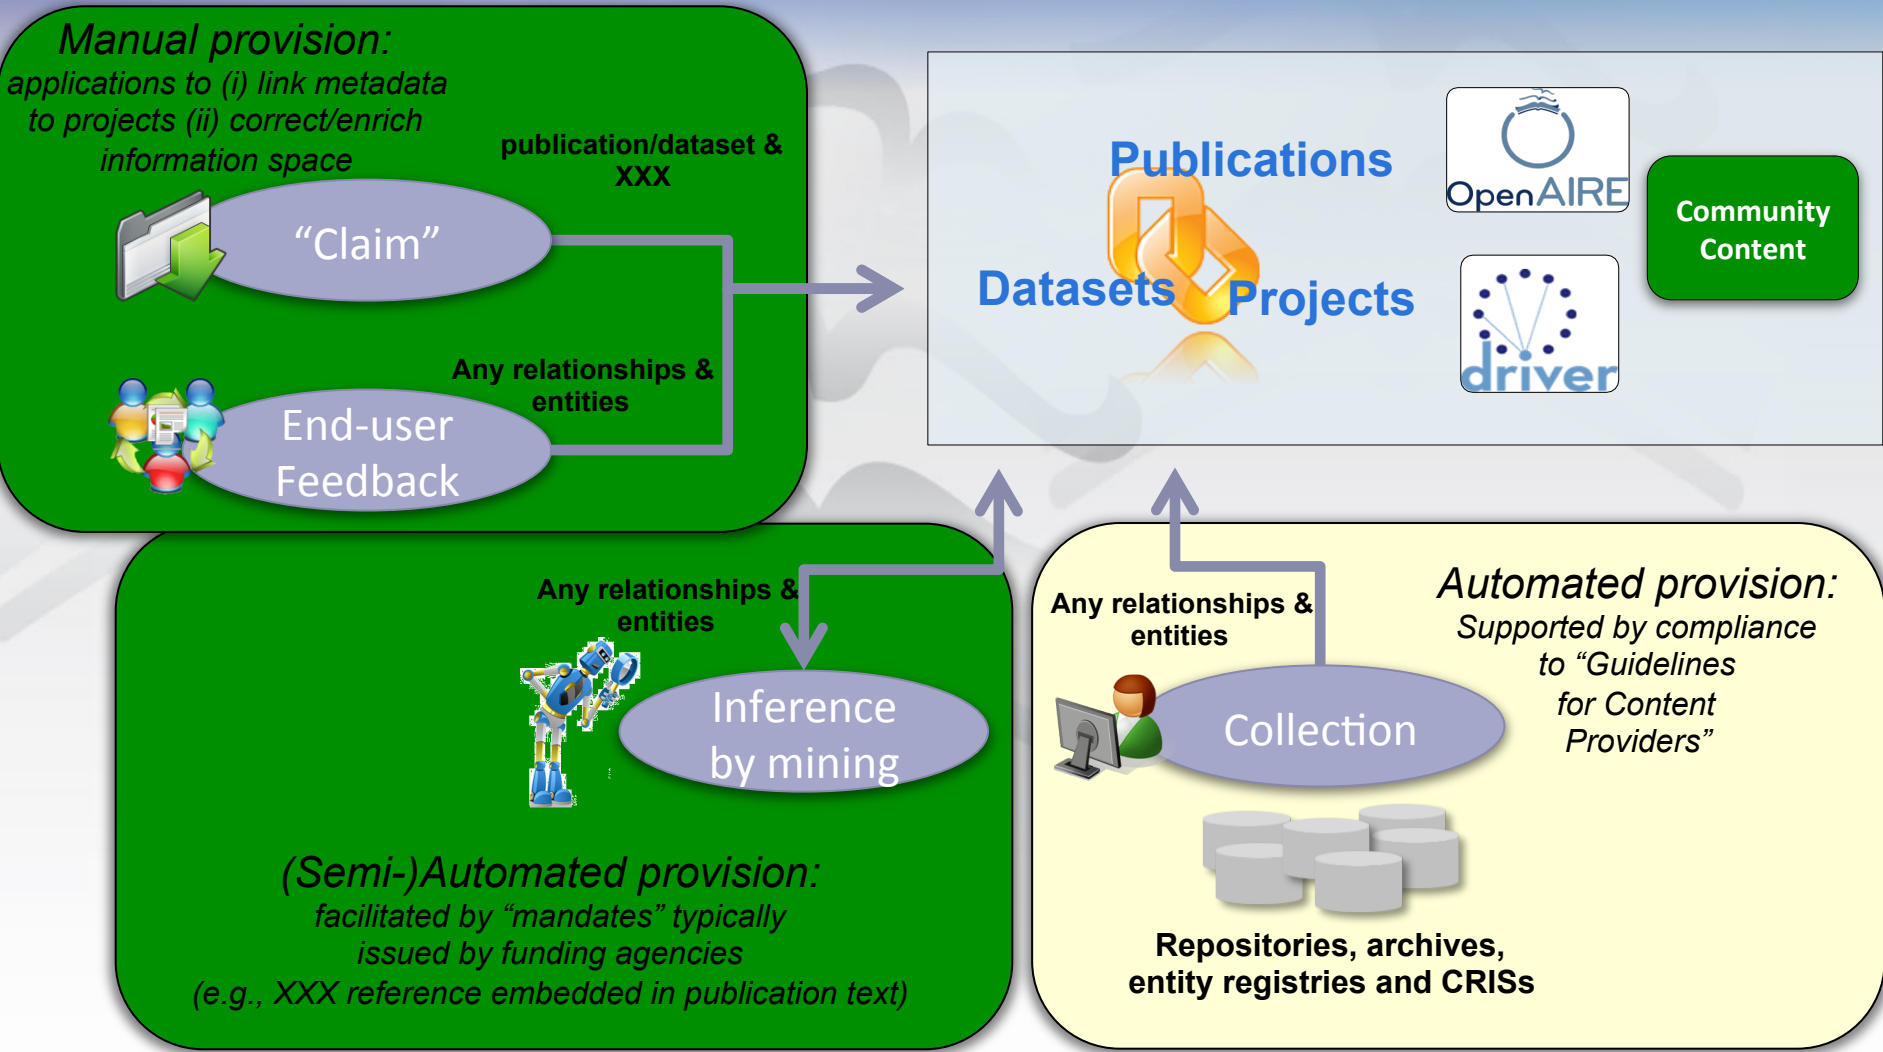 Manual provision:
applications to (i) link metadata
to projects (ii) correct/enrich
information space
publication/dataset &
XXX
“Claim”
Any relationships &
entities
End-user
Feedback
Publications
Datasets
Projects
OpenAIRE
driver
Community
Content
Any relationships &
entities
Inference
by mining
(Semi-)Automated provision:
facilitated by “mandates” typically
issued by funding agencies
(e.g., XXX reference embedded in publication text)
Any relationships &
entities
Automated provision:
Supported by compliance
to “Guidelines
for Content
Providers”
Collection
Repositories, archives,
entity registries and CRISs